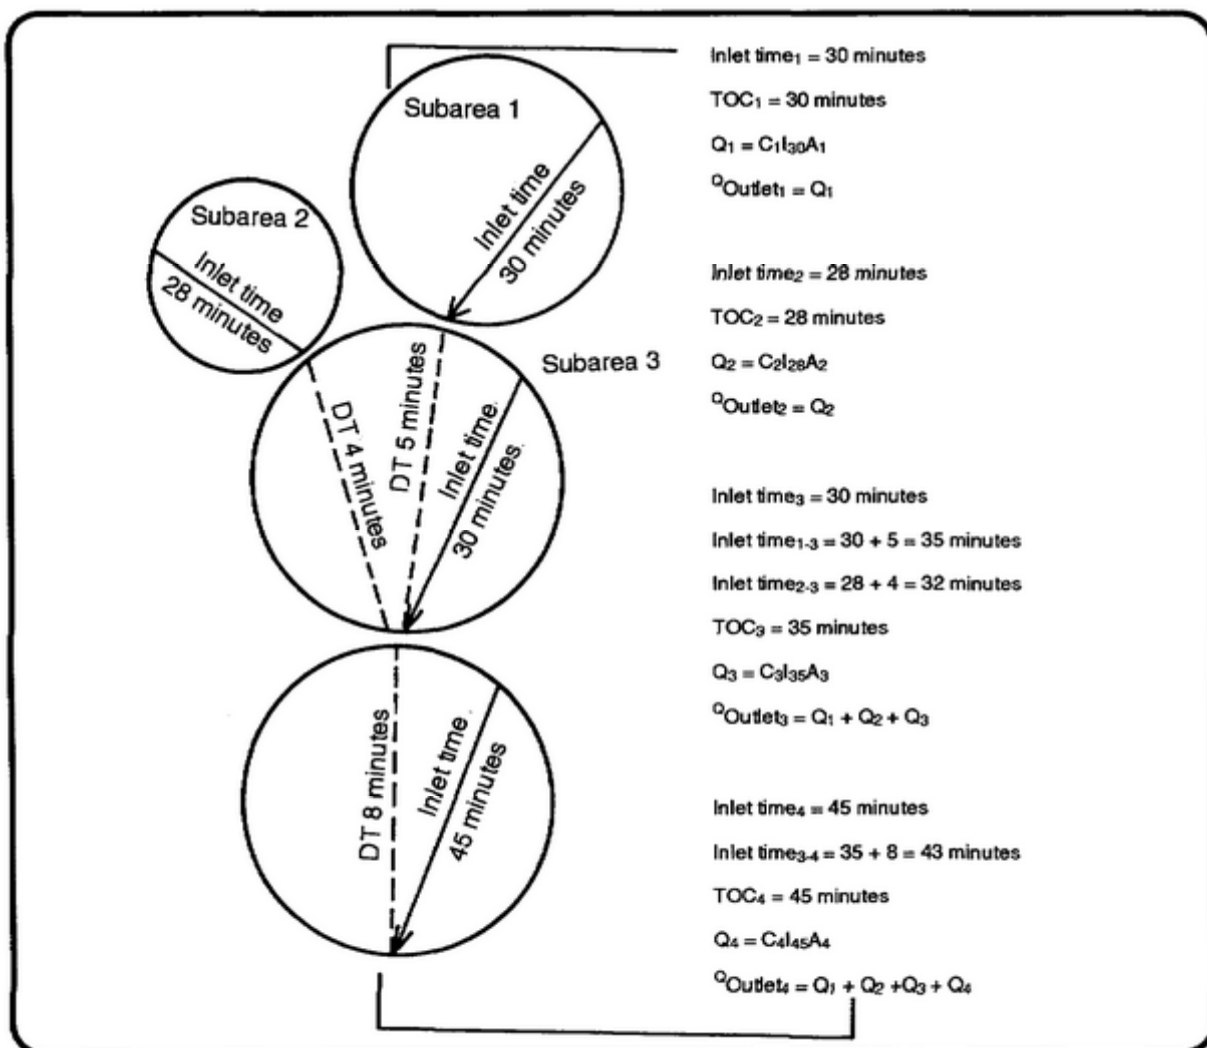 Subarea 1
Inlet time
30 minutes
Subarea 2
Inlet time
28 minutes
Subarea 3
DT 4 minutes
DT 5 minutes
Inlet time.
30 minutes.
DT 8 minutes
Inlet time.
45 minutes
Inlet time₁ = 30 minutes
TOC₁ = 30 minutes
Q₁ = C₁I₃₀A₁
QOutlet₁ = Q₁
Inlet time₂ = 28 minutes
TOC₂ = 28 minutes
Q₂ = C₂I₂₈A₂
QOutlet₂ = Q₂
Inlet time₃ = 30 minutes
Inlet time₁₋₃ = 30 + 5 = 35 minutes
Inlet time₂₋₃ = 28 + 4 = 32 minutes
TOC₃ = 35 minutes
Q₃ = C₃I₃₅A₃
QOutlet₃ = Q₁ + Q₂ + Q₃
Inlet time₄ = 45 minutes
Inlet time₃₋₄ = 35 + 8 = 43 minutes
TOC₄ = 45 minutes
Q₄ = C₄I₄₅A₄
QOutlet₄ = Q₁ + Q₂ +Q₃ + Q₄